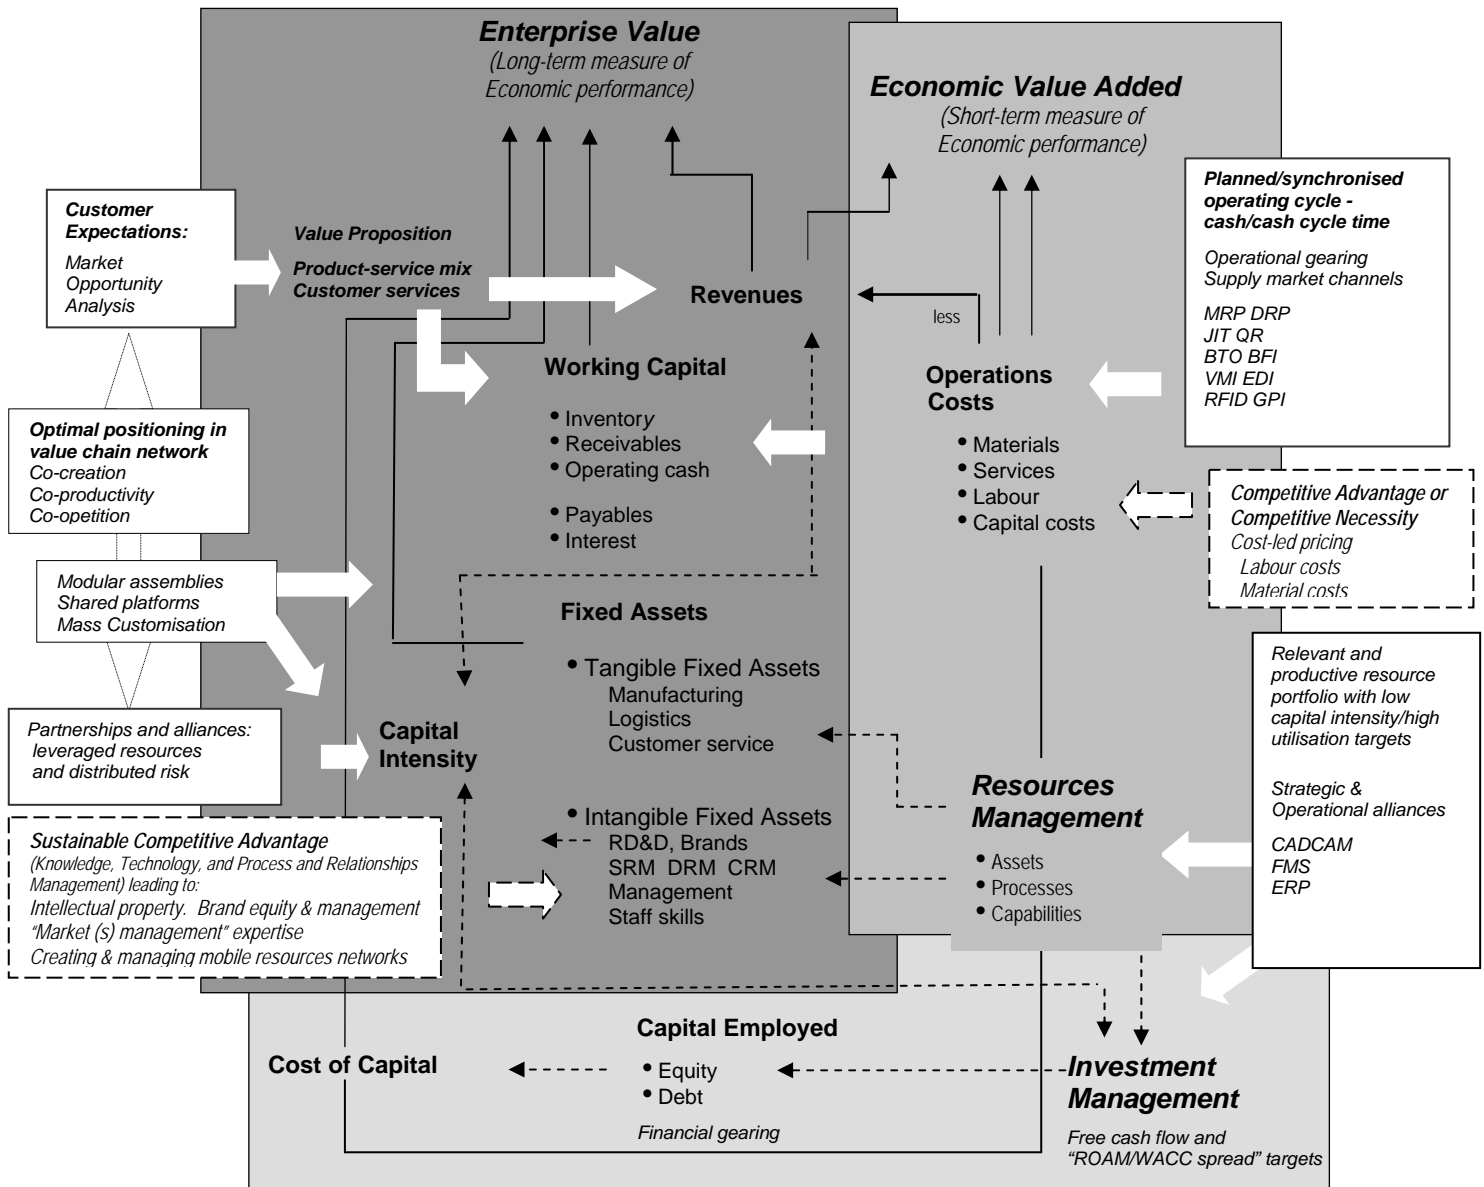 Enterprise Value
(Long-term measure of
Economic performance)
Economic Value Added
(Short-term measure of
Economic performance)
Customer
Expectations:
Market
Opportunity
Analysis
Value Proposition
Product-service mix
Customer services
Revenues
less
Planned/synchronised
operating cycle -
cash/cash cycle time
Operational gearing
Supply market channels
MRP DRP
JIT QR
BTO BFI
VMI EDI
RFID GPI
Working Capital
• Inventory
• Receivables
• Operating cash
• Payables
• Interest
Operations
Costs
• Materials
• Services
• Labour
• Capital costs
Optimal positioning in
value chain network
Co-creation
Co-productivity
Co-opetition
Competitive Advantage or
Competitive Necessity
Cost-led pricing
Labour costs
Material costs
Modular assemblies
Shared platforms
Mass Customisation
Fixed Assets
• Tangible Fixed Assets
Manufacturing
Logistics
Customer service
Partnerships and alliances:
leveraged resources
and distributed risk
Capital
Intensity
• Intangible Fixed Assets
RD&D, Brands
SRM DRM CRM
Management
Staff skills
Resources
Management
• Assets
• Processes
• Capabilities
Relevant and
productive resource
portfolio with low
capital intensity/high
utilisation targets
Strategic &
Operational alliances
CADCAM
FMS
ERP
Sustainable Competitive Advantage
(Knowledge, Technology, and Process and Relationships
Management) leading to:
Intellectual property. Brand equity & management
“Market (s) management” expertise
Creating & managing mobile resources networks
Cost of Capital
Capital Employed
• Equity
• Debt
Financial gearing
Investment
Management
Free cash flow and
“ROAM/WACC spread” targets